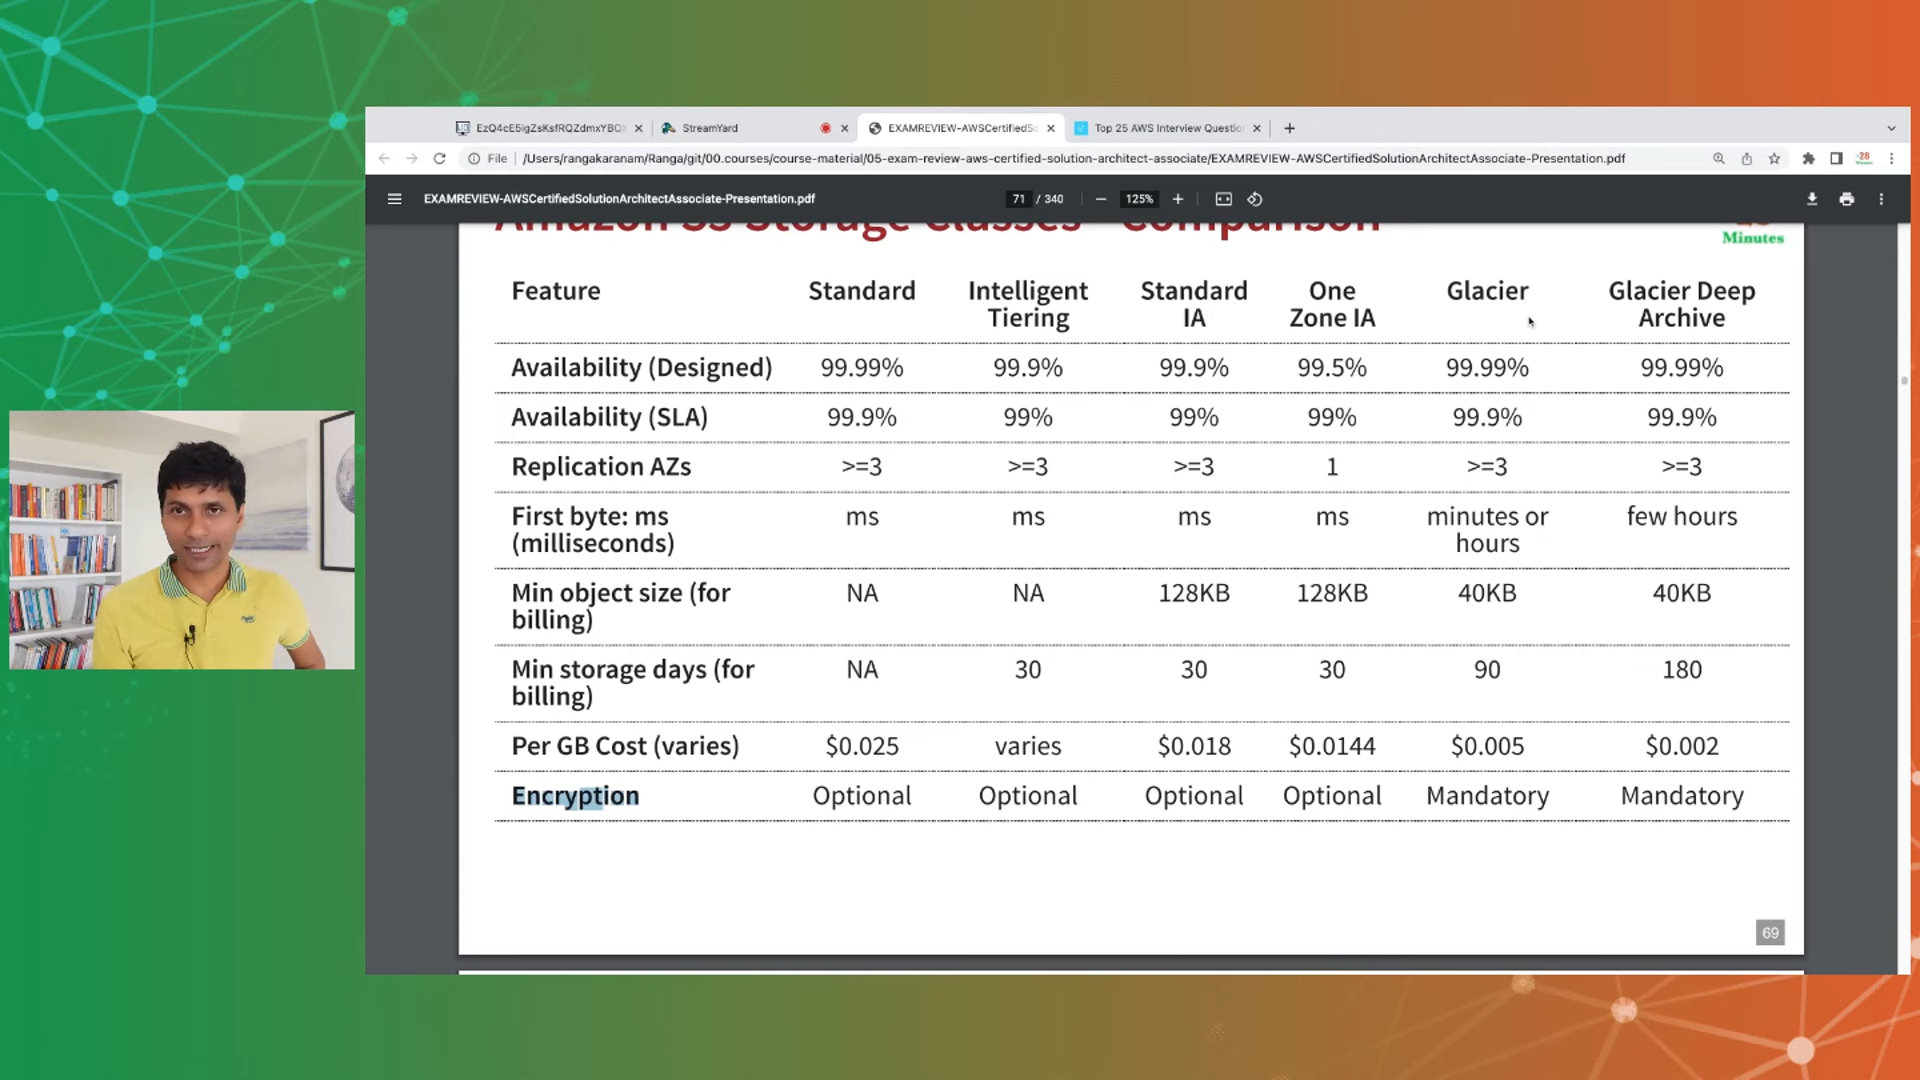 EzQ4cE5igZsKsfRQZdmxYBQX
StreamYard
EXAMREVIEW-AWSCertifiedSc
Top 25 AWS Interview Questio
File
/Users/rangakaranam/Ranga/git/00.courses/course-material/05-exam-review-aws-certified-solution-architect-associate/EXAMREVIEW-AWSCertifiedSolutionArchitectAssociate-Presentation.pdf
EXAMREVIEW-AWSCertifiedSolutionArchitectAssociate-Presentation.pdf
71 / 340
125%
Amazon S3 Storage Classes - Comparison
Minutes
Feature Standard Intelligent Tiering Standard IA One Zone IA Glacier Glacier Deep Archive
Availability (Designed) 99.99% 99.9% 99.9% 99.5% 99.99% 99.99%
Availability (SLA) 99.9% 99% 99% 99% 99.9% 99.9%
Replication AZs >=3 >=3 >=3 1 >=3 >=3
First byte: ms (milliseconds) ms ms ms ms minutes or hours few hours
Min object size (for billing) NA NA 128KB 128KB 40KB 40KB
Min storage days (for billing) NA 30 30 30 90 180
Per GB Cost (varies) $0.025 varies $0.018 $0.0144 $0.005 $0.002
Encryption Optional Optional Optional Optional Mandatory Mandatory
69